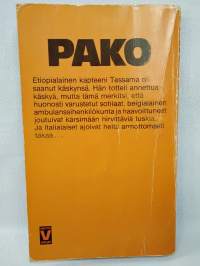 PAKO
Etiopialainen kapteeni Tessama oli
saanut käskynsä. Hän totteli annettua
käskyä, mutta tämä merkitsi, että
huonosti varustetut sotilaat, belgialainen
ambulanssihenkilökunta ja haavoittuneet
joutuivat kärsimään hirvittäviä tuskia...
Ja italialaiset ajoivat heitä armottomasti
takaa...
V